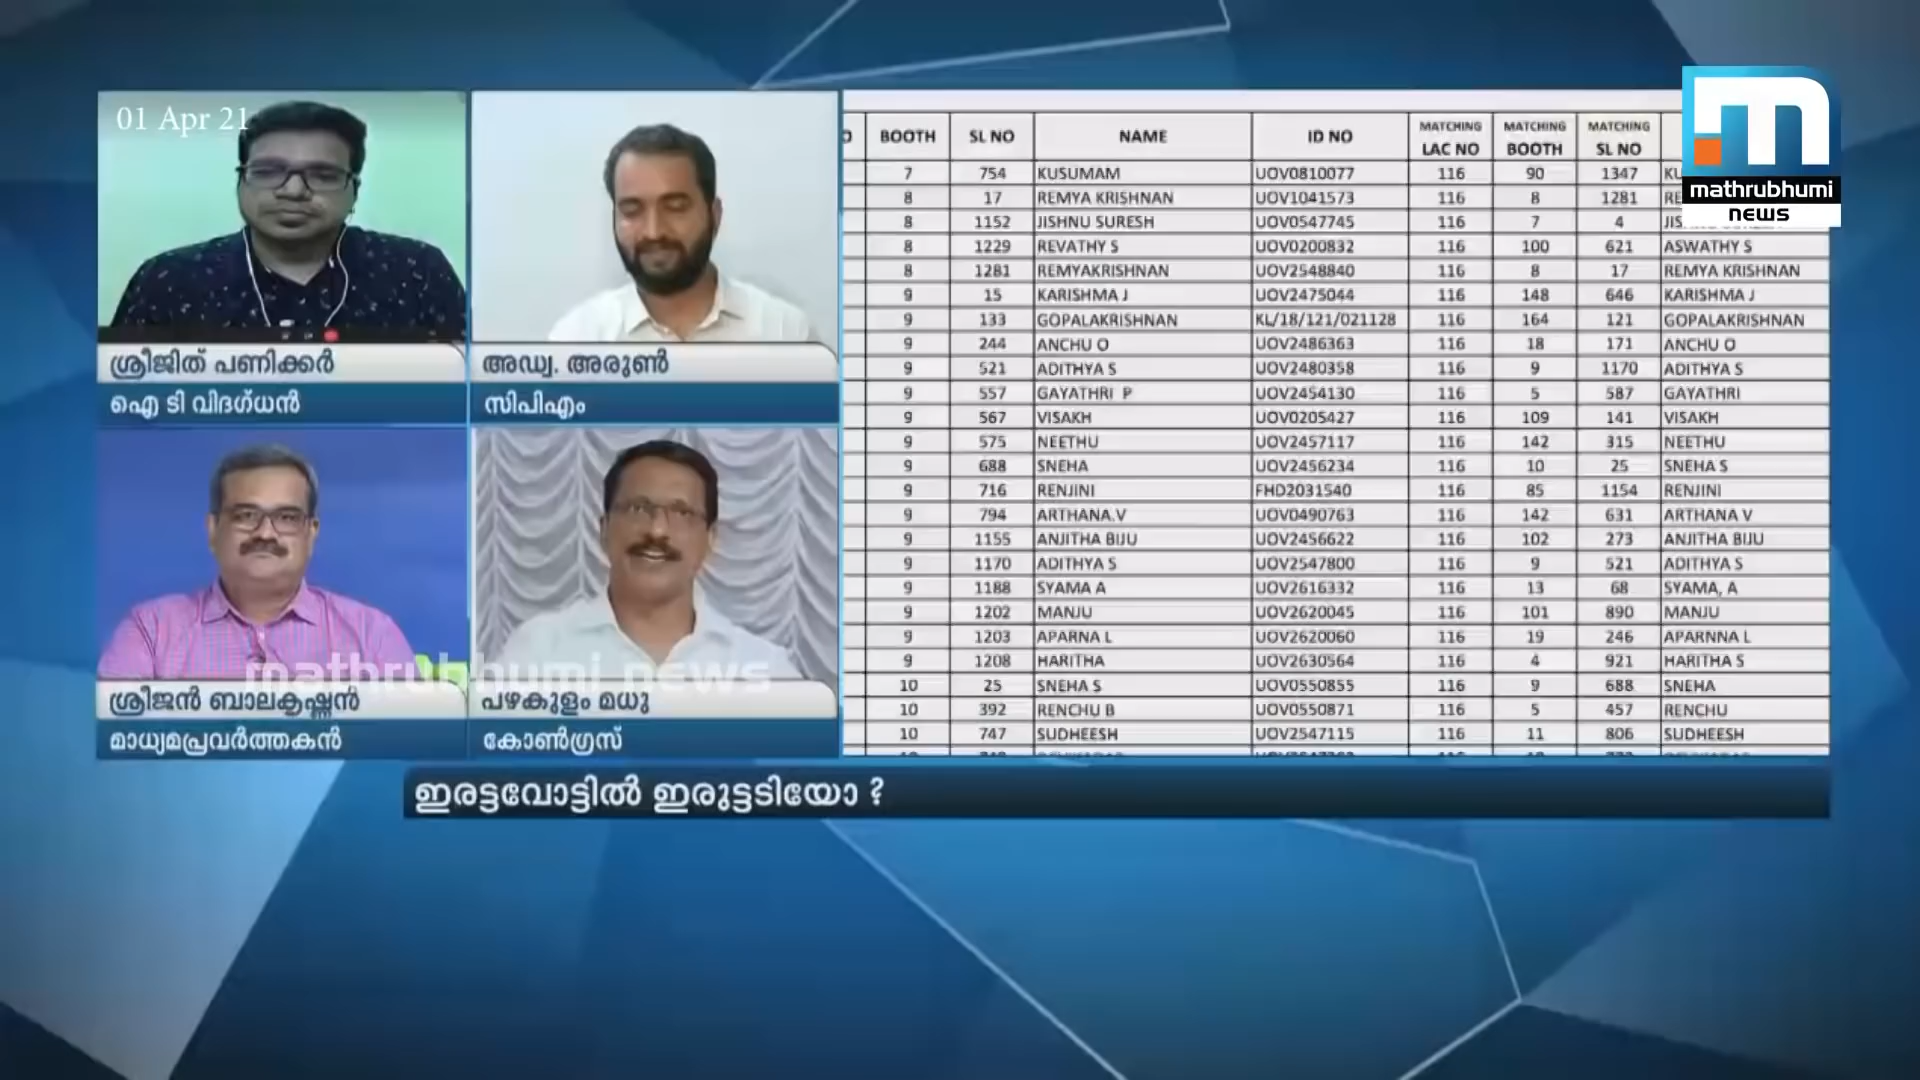 01 Apr 21
ശ്രീജിത് പണിക്കർ
ഐ ടി വിദഗ്ധൻ
അഡ്വ. അരുൺ
സിപിഎം
ശ്രീജൻ ബാലകൃഷ്ണൻ
മാധ്യമപ്രവർത്തകൻ
പഴകുളം മധു
കോൺഗ്രസ്
mathrubhumi news
BOOTH SL NO NAME ID NO MATCHING LAC NO MATCHING BOOTH MATCHING SL NO
7 754 KUSUMAM UOV0810077 116 90 1347
8 17 REMYA KRISHNAN UOV1041573 116 8 1281
8 1152 JISHNU SURESH UOV0547745 116 7 4
8 1229 REVATHY S UOV0200832 116 100 621 ASWATHY S
8 1281 REMYAKRISHNAN UOV2548840 116 8 17 REMYA KRISHNAN
9 15 KARISHMA J UOV2475044 116 148 646 KARISHMA J
9 133 GOPALAKRISHNAN KL/18/121/021128 116 164 121 GOPALAKRISHNAN
9 244 ANCHU O UOV2486363 116 18 171 ANCHU O
9 521 ADITHYA S UOV2480358 116 9 1170 ADITHYA S
9 557 GAYATHRI P UOV2454130 116 5 587 GAYATHRI
9 567 VISAKH UOV0205427 116 109 141 VISAKH
9 575 NEETHU UOV2457117 116 142 315 NEETHU
9 688 SNEHA UOV2456234 116 10 25 SNEHA S
9 716 RENJINI FHD2031540 116 85 1154 RENJINI
9 794 ARTHANA.V UOV0490763 116 142 631 ARTHANA V
9 1155 ANJITHA BIJU UOV2456622 116 102 273 ANJITHA BIJU
9 1170 ADITHYA S UOV2547800 116 9 521 ADITHYA S
9 1188 SYAMA A UOV2616332 116 13 68 SYAMA, A
9 1202 MANJU UOV2620045 116 101 890 MANJU
9 1203 APARNA L UOV2620060 116 19 246 APARNNA L
9 1208 HARITHA UOV2630564 116 4 921 HARITHA S
10 25 SNEHA S UOV0550855 116 9 688 SNEHA
10 392 RENCHU B UOV0550871 116 5 457 RENCHU
10 747 SUDHEESH UOV2547115 116 11 806 SUDHEESH
mathrubhumi
news
ഇരട്ടവോട്ടിൽ ഇരുട്ടടിയോ ?